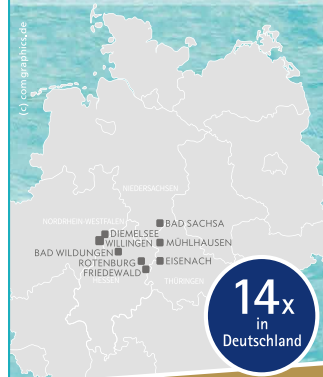 (c) comgraphics.de
NIEDERSACHSEN
NORDRHEIN-WESTFALEN
BAD SACHSA
DIEMELSEE
WILLINGEN
MÜHLHAUSEN
BAD WILDUNGEN
ROTENBURG
EISENACH
FRIEDEWALD
HESSEN
THÜRINGEN
14x
in
Deutschland